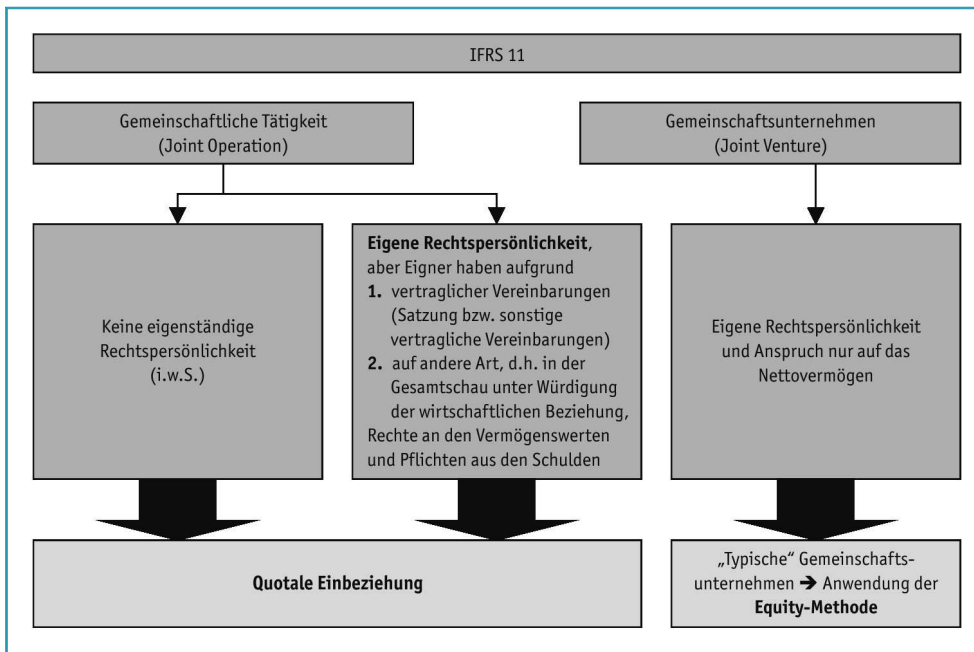 IFRS 11
Gemeinschaftliche Tätigkeit
(Joint Operation)
Gemeinschaftsunternehmen
(Joint Venture)
Keine eigenständige
Rechtspersönlichkeit
(i.w.S.)
Eigene Rechtspersönlichkeit,
aber Eigner haben aufgrund
1. vertraglicher Vereinbarungen
(Satzung bzw. sonstige
vertragliche Vereinbarungen)
2. auf andere Art, d.h. in der
Gesamtschau unter Würdigung
der wirtschaftlichen Beziehung,
Rechte an den Vermögenswerten
und Pflichten aus den Schulden
Eigene Rechtspersönlichkeit
und Anspruch nur auf das
Nettovermögen
Quotale Einbeziehung
„Typische“ Gemeinschafts-
unternehmen ➔ Anwendung der
Equity-Methode